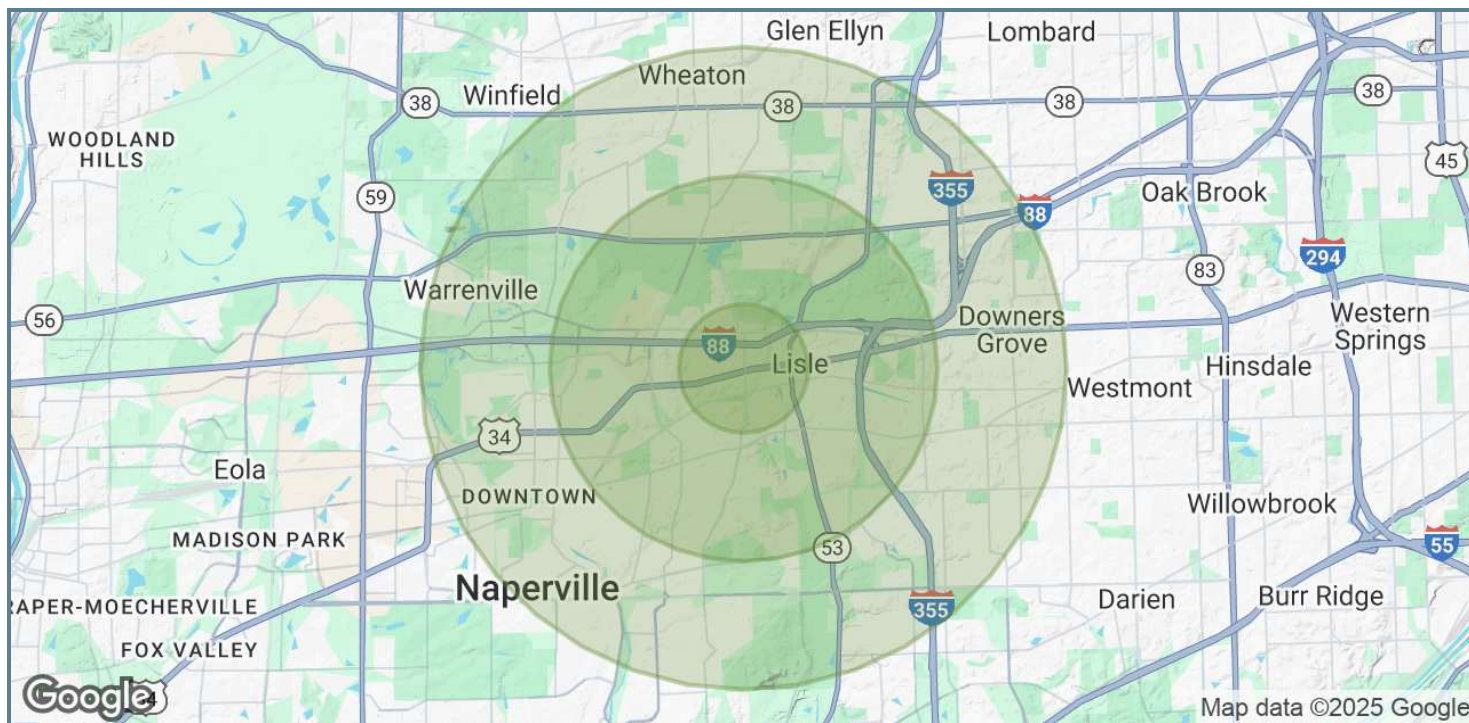 Glen Ellyn
Lombard
Wheaton
Winfield
38
38
38
38
WOODLAND
HILLS
45
59
355
88
Oak Brook
294
83
Warrenville
56
Downers
Grove
Western
Springs
88
Lisle
Hinsdale
Westmont
34
Eola
DOWNTOWN
Willowbrook
MADISON PARK
53
55
Naperville
RAPER-MOECHERVILLE
355
Darien
Burr Ridge
FOX VALLEY
Google
34
Map data ©2025 Google